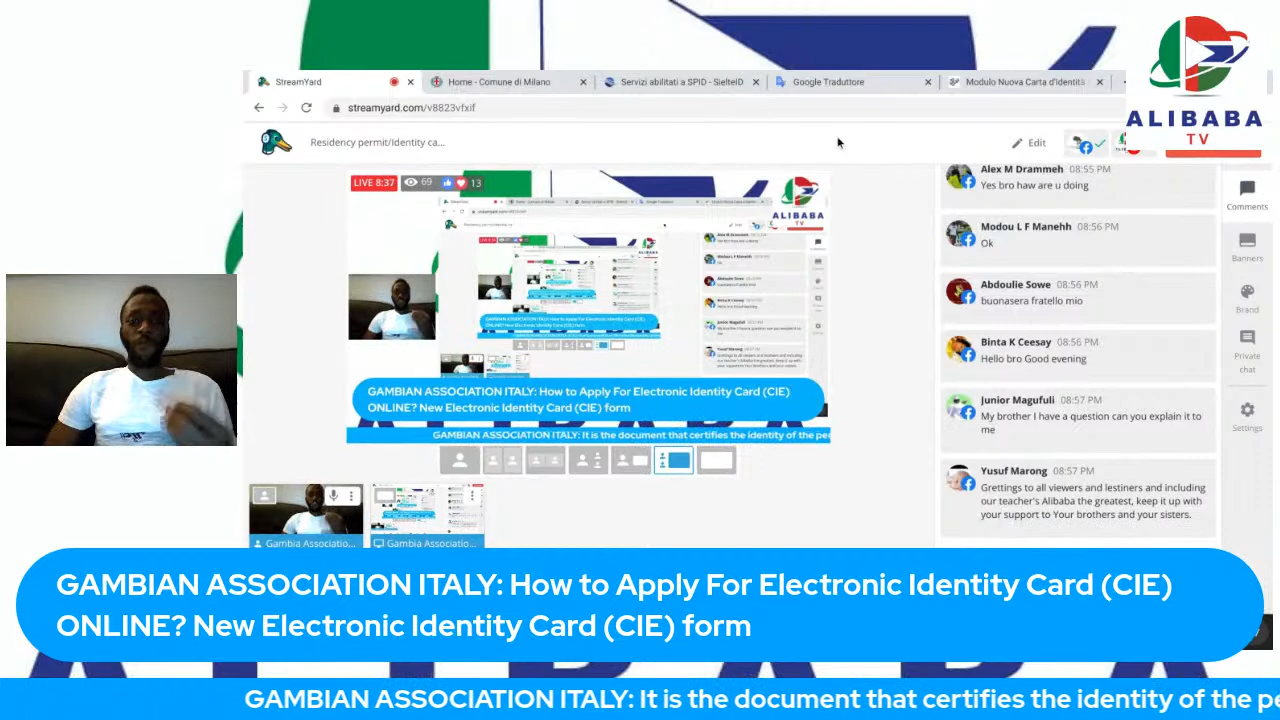 StreamYard
Home - Comune di Milano
Servizi abilitati a SPID - SielteID
Google Traduttore
Modulo Nuova Carta d'Identità
streamyard.com/v8823vfxif
ALIBABA
TV
Residency permit/Identity ca...
Edit
LIVE 8:37
69
13
ALIBABA
TV
GAMBIAN ASSOCIATION ITALY: How to Apply For Electronic Identity Card (CIE)
ONLINE? New Electronic Identity Card (CIE) form
GAMBIAN ASSOCIATION ITALY: It is the document that certifies the identity of the pe
Gambia Associatio...
Gambia Associatio...
Alex M Drammeh 08:55 PM
Yes bro haw are u doing
Modou L F Manehh 08:56 PM
Ok
Abdoulie Sowe 08:56 PM
buonasera fratello mio
Binta K Ceesay 08:56 PM
Hello bro Good evening
Junior Magufuli 08:57 PM
My brother I have a question can you explain it to
me
Yusuf Marong 08:57 PM
Grettings to all viewers and lestiners and including
our teacher's Alibaba the greatest, keep it up with
your support to Your brothers and your sisters.
Comments
Banners
Brand
Private
chat
Settings
GAMBIAN ASSOCIATION ITALY: How to Apply For Electronic Identity Card (CIE)
ONLINE? New Electronic Identity Card (CIE) form
GAMBIAN ASSOCIATION ITALY: It is the document that certifies the identity of the pe